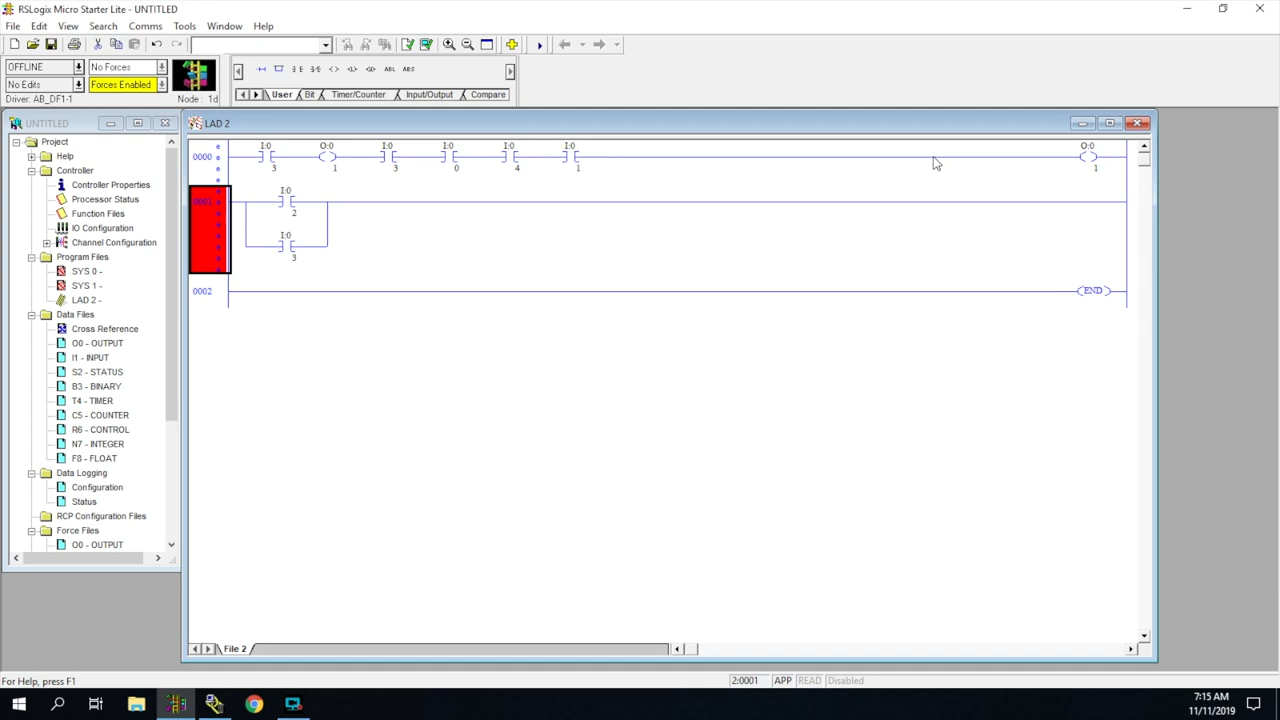 RSLogix Micro Starter Lite - UNTITLED
File Edit View Search Comms Tools Window Help
OFFLINE No Forces
No Edits Forces Enabled
Driver: AB_DF1-1 Node : 1d
ABL ABS
User Bit Timer/Counter Input/Output Compare
UNTITLED
Project
Help
Controller
Controller Properties
Processor Status
Function Files
IO Configuration
Channel Configuration
Program Files
SYS 0 -
SYS 1 -
LAD 2 -
Data Files
Cross Reference
O0 - OUTPUT
I1 - INPUT
S2 - STATUS
B3 - BINARY
T4 - TIMER
C5 - COUNTER
R6 - CONTROL
N7 - INTEGER
F8 - FLOAT
Data Logging
Configuration
Status
RCP Configuration Files
Force Files
O0 - OUTPUT
LAD 2
I:0 O:0 I:0 I:0 I:0 I:0 O:0
0000
3 1 3 0 4 1 1
e
e
e
e
I:0
0001
2
I:0
3
e
e
e
e
e
e
e
0002 END
File 2
For Help, press F1 2:0001 APP READ Disabled
7:15 AM
11/11/2019